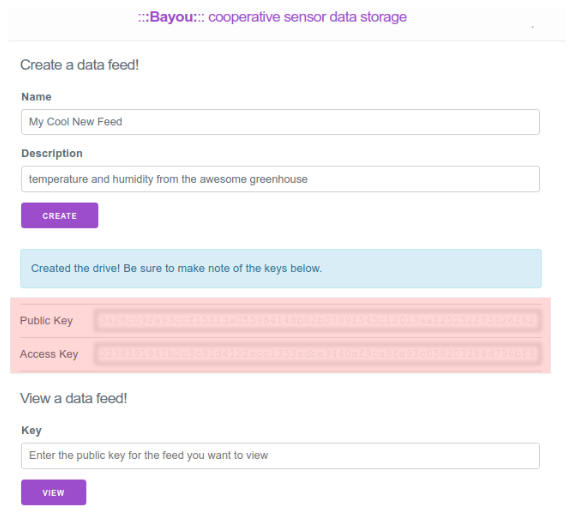 :::Bayou::: cooperative sensor data storage
Create a data feed!
Name
My Cool New Feed
Description
temperature and humidity from the awesome greenhouse
CREATE
Created the drive! Be sure to make note of the keys below.
Public Key
Access Key
View a data feed!
Key
Enter the public key for the feed you want to view
VIEW